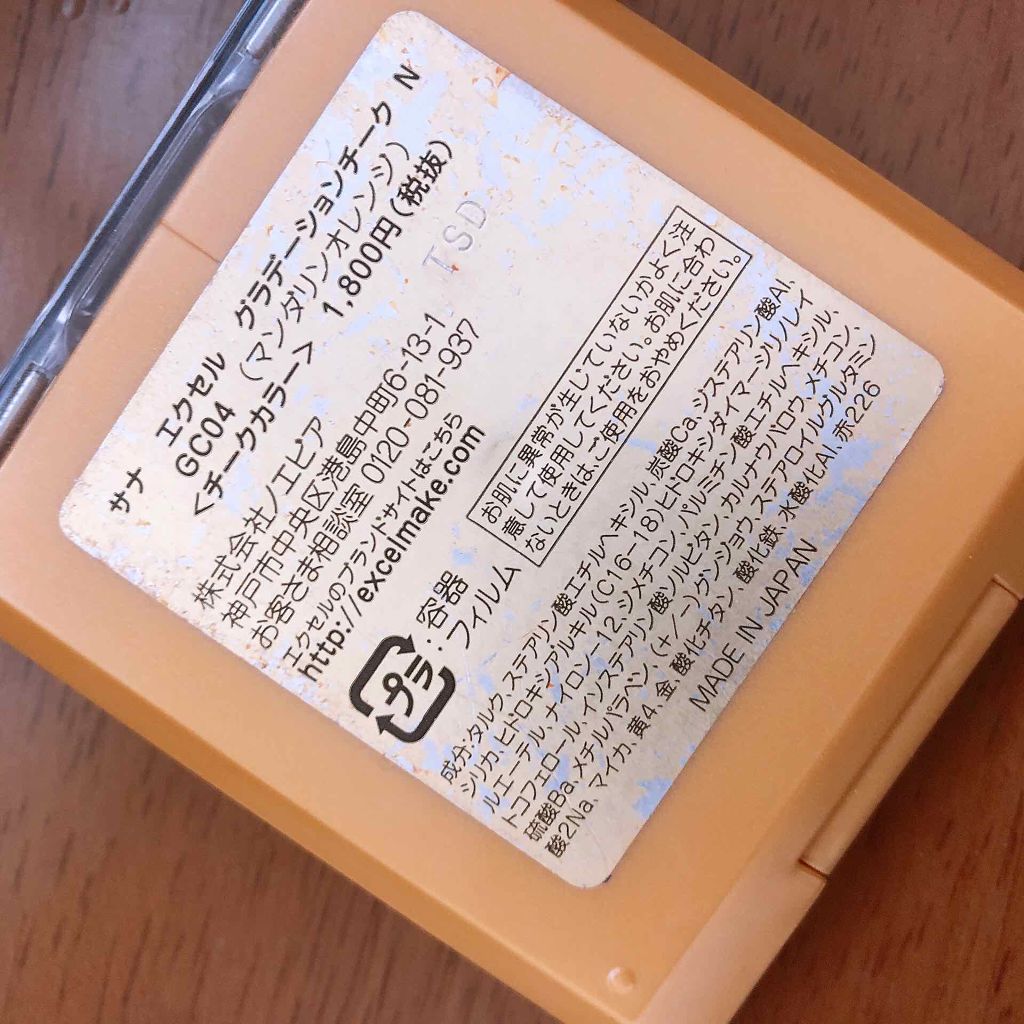 サナ
エクセル グラデーションチーク N
GC04 (マンダリンオレンジ)
<チークカラー> 1,800円(税抜)
TSD
株式会社ノエビア
神戸市中央区港島中町6-13-1
お客さま相談室 0120-081-937
エクセルのブランドサイトはこちら
http://excelmake.com
プラ
:容器
フィルム
お肌に異常が生じていないかよく注
意して使用してください。お肌に合わ
ないときは、ご使用をおやめください。
成分:タルク、ステアリン酸エチルヘキシル、炭酸Ca、ジステアリン酸Al、
シリカ、ヒドロキシアルキル(C16-18)ヒドロキシダイマージリノレイ
ルエーテル、ナイロン-12、ジメチコン、パルミチン酸エチルヘキシル、
トコフェロール、イソステアリン酸ソルビタン、カルナウバロウ、メチコン、
硫酸Ba、メチルパラベン、(+/-)グンジョウ、ステアロイルグルタミン
酸2Na、マイカ、黄4、金、酸化チタン、酸化鉄、水酸化Al、赤226
MADE IN JAPAN